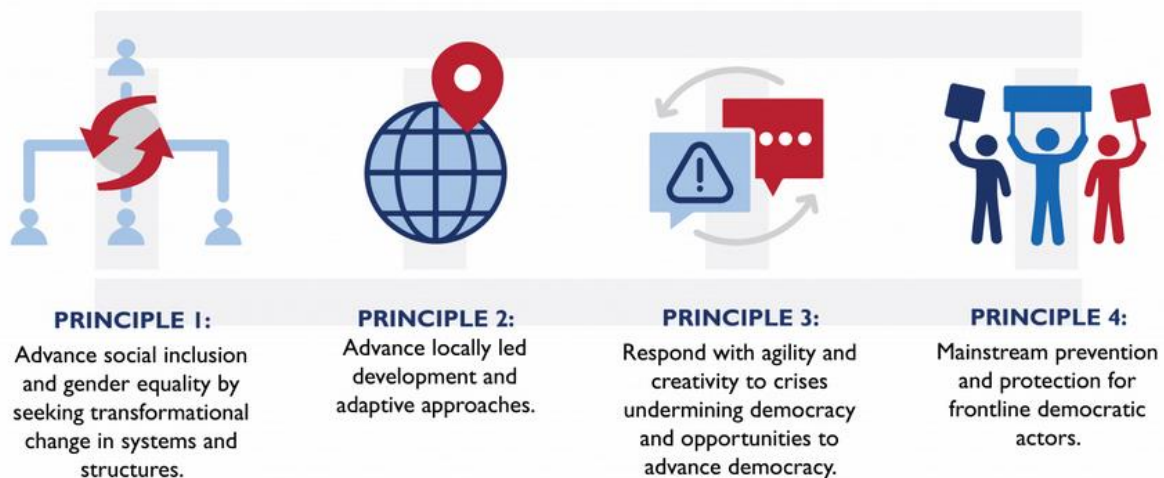 PRINCIPLE 1:
Advance social inclusion
and gender equality by
seeking transformational
change in systems and
structures.
PRINCIPLE 2:
Advance locally led
development and
adaptive approaches.
PRINCIPLE 3:
Respond with agility and
creativity to crises
undermining democracy
and opportunities to
advance democracy.
PRINCIPLE 4:
Mainstream prevention
and protection for
frontline democratic
actors.